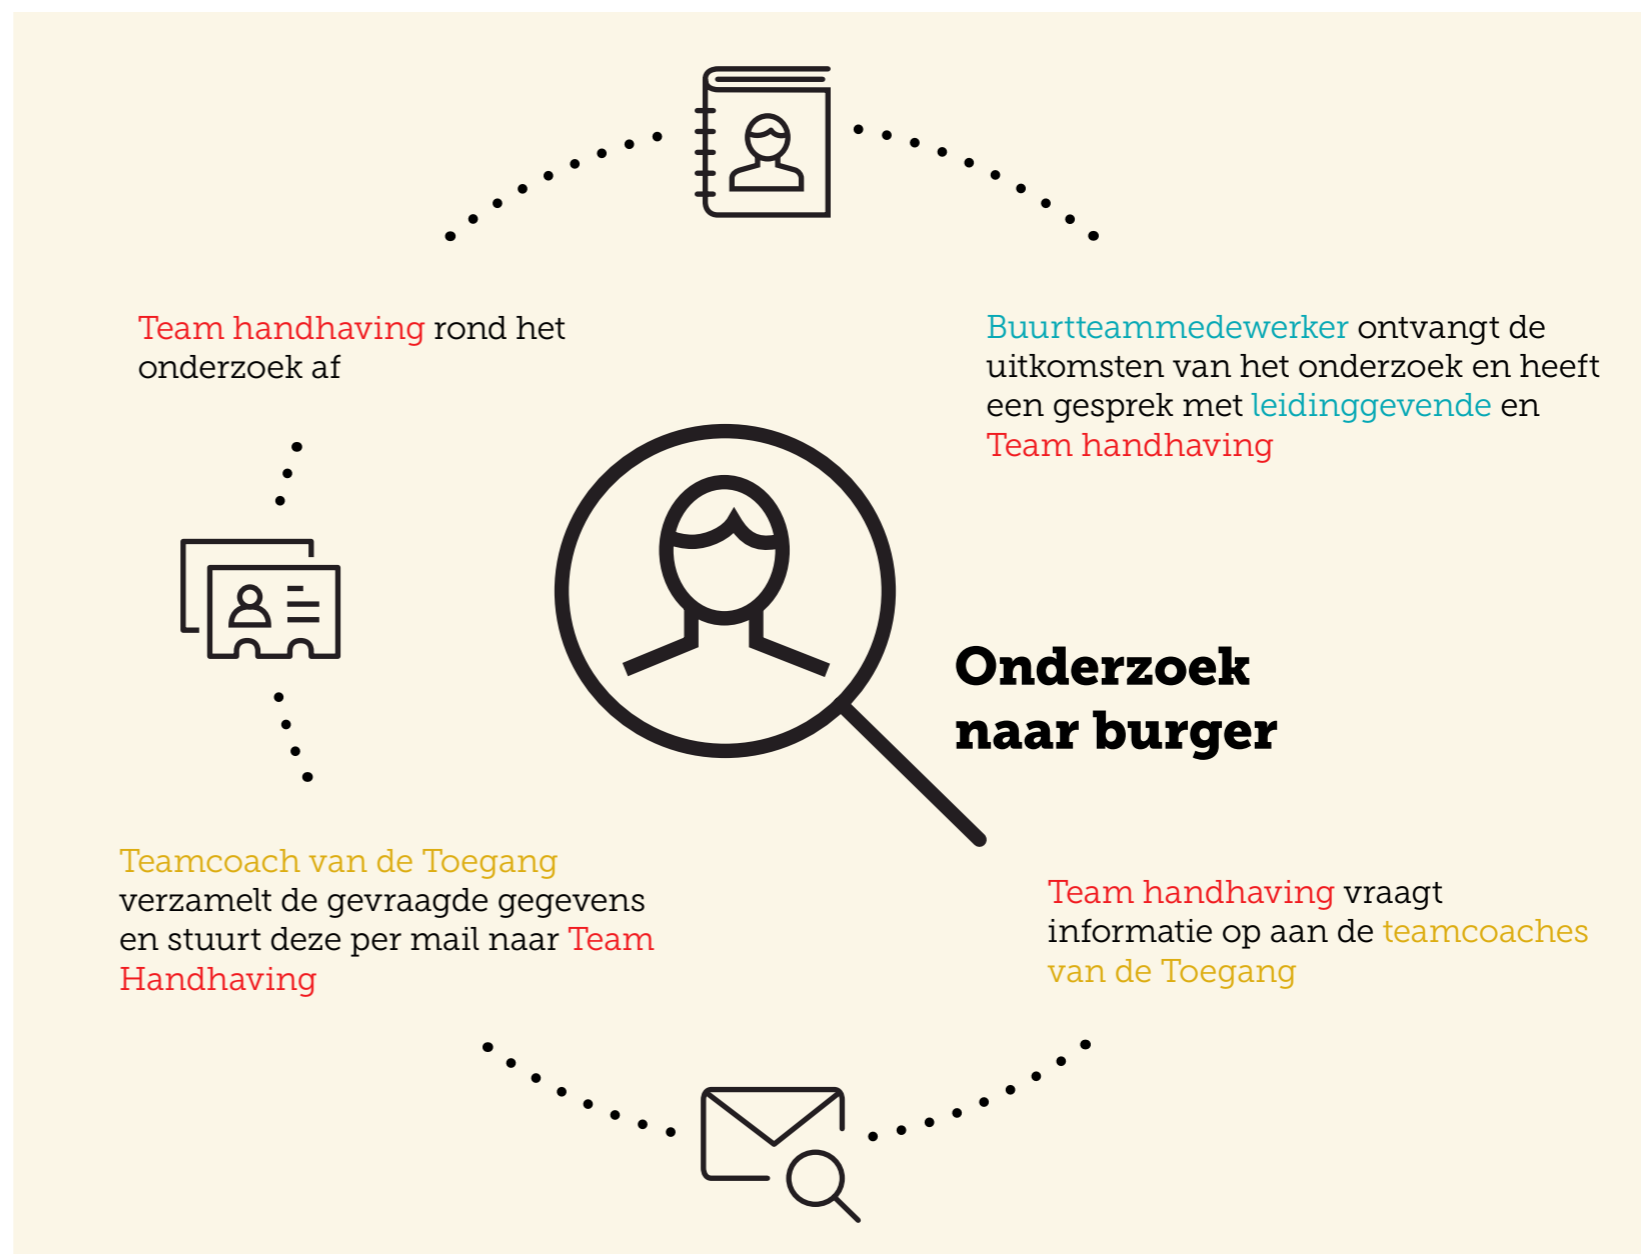 Team handhaving rond het
onderzoek af
Buurtteammedewerker ontvangt de
uitkomsten van het onderzoek en heeft
een gesprek met leidinggevende en
Team handhaving
Onderzoek
naar burger
Teamcoach van de Toegang
verzamelt de gevraagde gegevens
en stuurt deze per mail naar Team
Handhaving
Team handhaving vraagt
informatie op aan de teamcoaches
van de Toegang